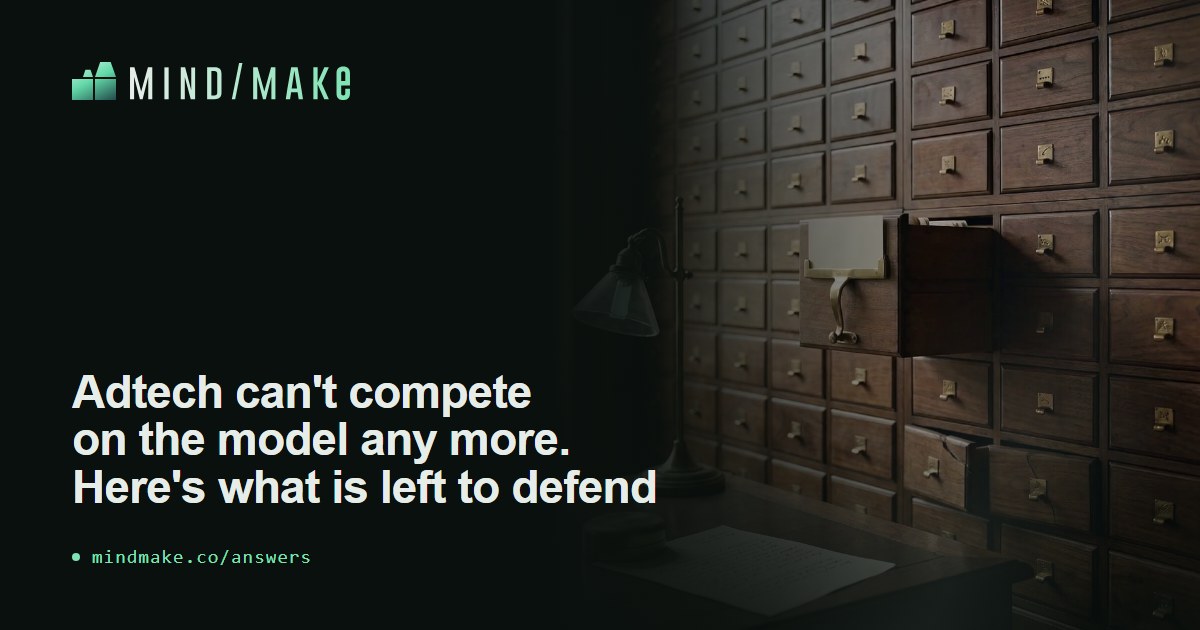 MIND/MAKE
Adtech can't compete
on the model any more.
Here's what is left to defend
mindmake.co/answers